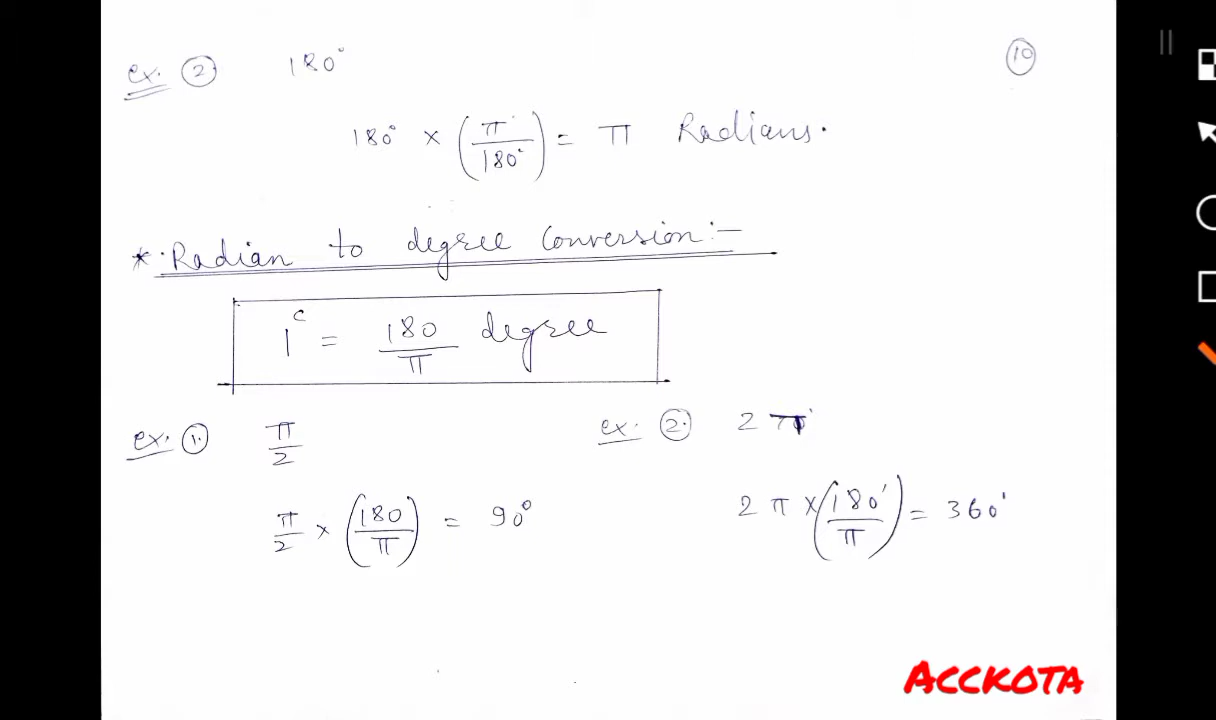 ex. ② 180°
⑩
180° × (π/180°) = π Radians.
* Radian to degree Conversion:-
1ᶜ = 180/π degree
ex. ① π/2
ex. ② 2π
π/2 × (180/π) = 90°
2π × (180°/π) = 360°
ACCKOTA